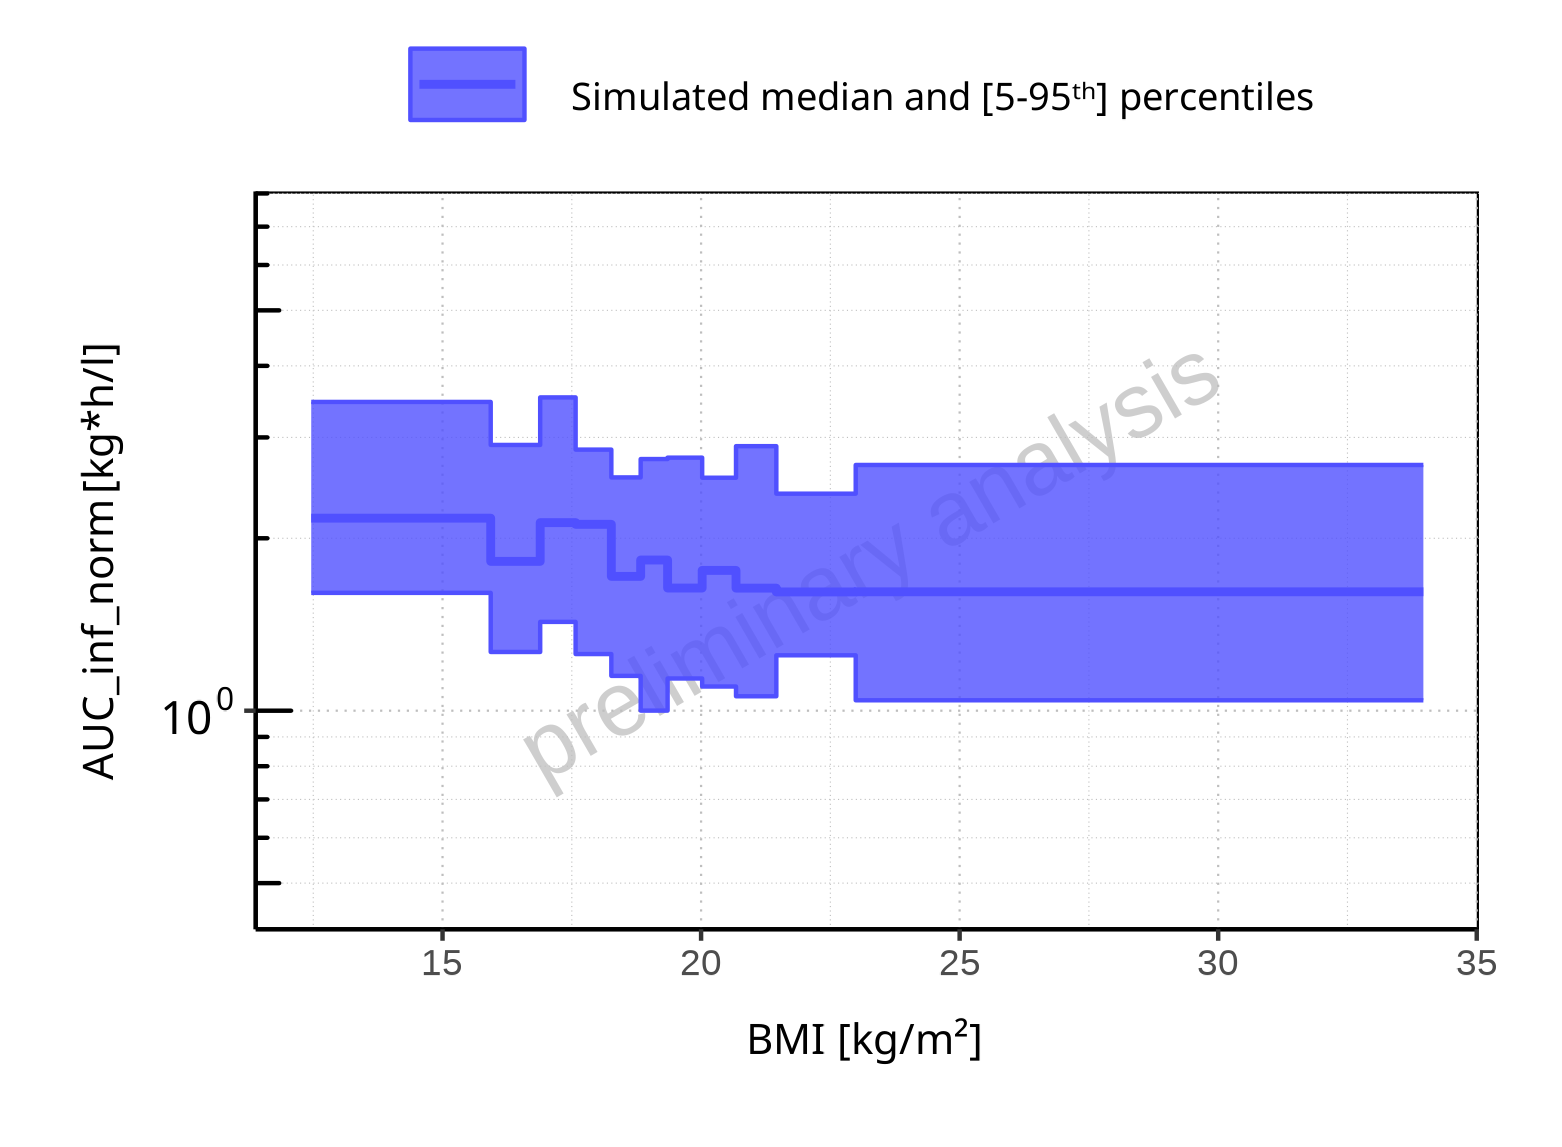 Simulated median and [5-95ᵗʰ] percentiles
AUC_inf_norm [kg*h/l]
10⁰
preliminary analysis
15 20 25 30 35
BMI [kg/m²]